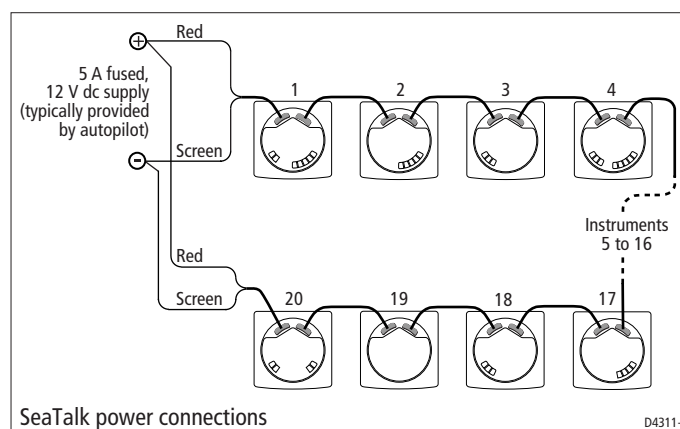 Red
5 A fused,
12 V dc supply
(typically provided
by autopilot)
Screen
1
2
3
4
Instruments
5 to 16
Red
Screen
20
19
18
17
SeaTalk power connections
D4311-